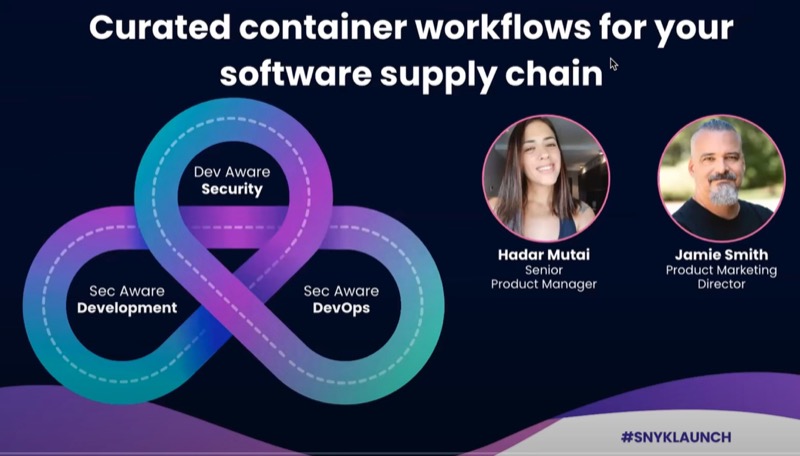 Curated container workflows for your
software supply chain
Dev Aware
Security
Sec Aware
Development
Sec Aware
DevOps
Hadar Mutai
Senior
Product Manager
Jamie Smith
Product Marketing
Director
#SNYKLAUNCH